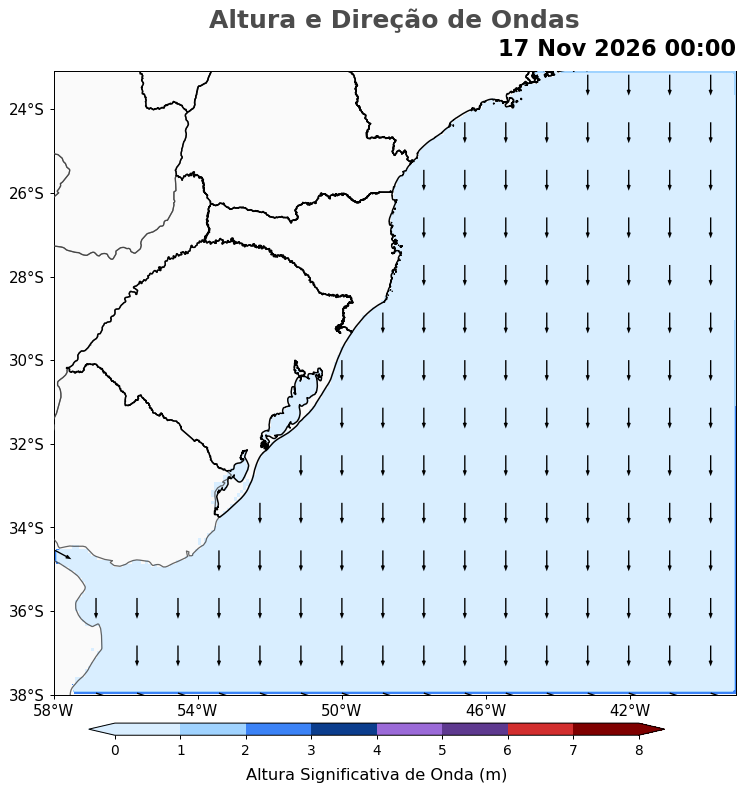 Altura e Direção de Ondas
17 Nov 2026 00:00
24°S
26°S
28°S
30°S
32°S
34°S
36°S
38°S
58°W 54°W 50°W 46°W 42°W
0 1 2 3 4 5 6 7 8
Altura Significativa de Onda (m)